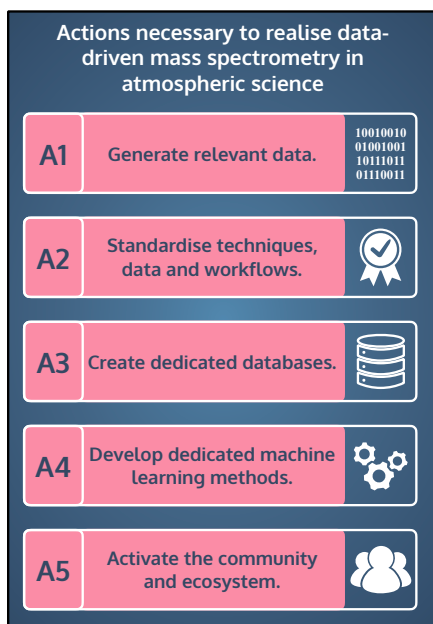 Actions necessary to realise data-
driven mass spectrometry in
atmospheric science
A1
Generate relevant data.
10010010
01001001
10111011
01110011
A2
Standardise techniques,
data and workflows.
A3
Create dedicated databases.
A4
Develop dedicated machine
learning methods.
A5
Activate the community
and ecosystem.